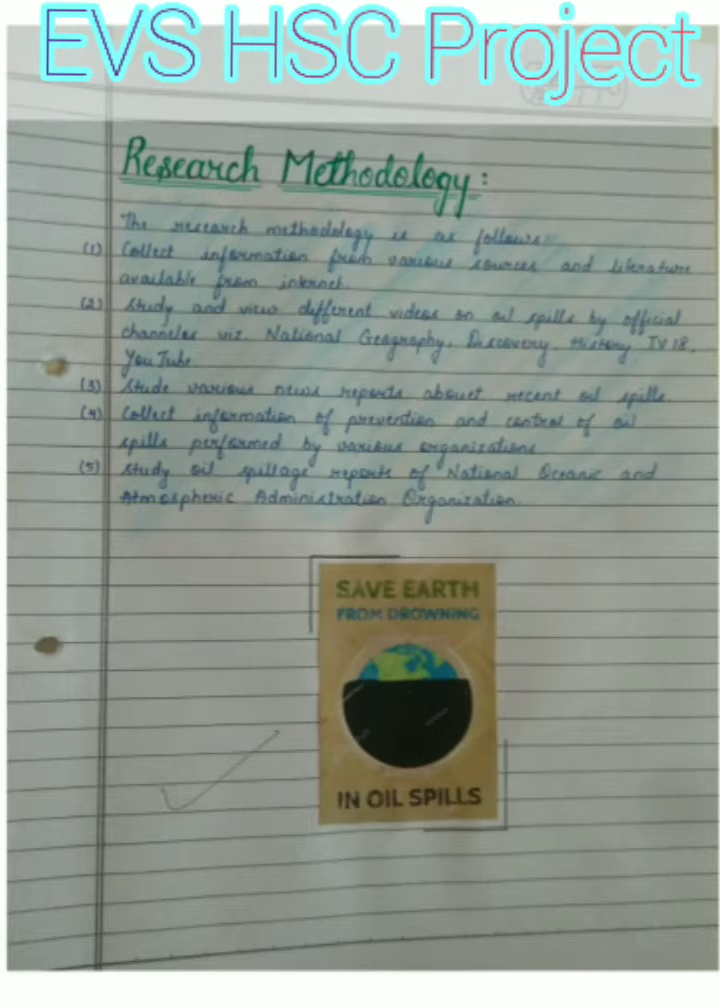 EVS HSC Project
Research Methodology:
The research methodology is as follows:
(1) Collect information from various sources and literature
available from internet.
(2) Study and view different videos on oil spills by official
channels viz. National Geography, Discovery, History TV 18,
YouTube
(3) Stude various news reports abouet recent oil spills.
(4) Collect information of prevention and control of oil
spills performed by various organizations.
(5) Study oil spillage reports of National Oceanic and
Atmospheric Administration Organization.
SAVE EARTH
FROM DROWNING
IN OIL SPILLS